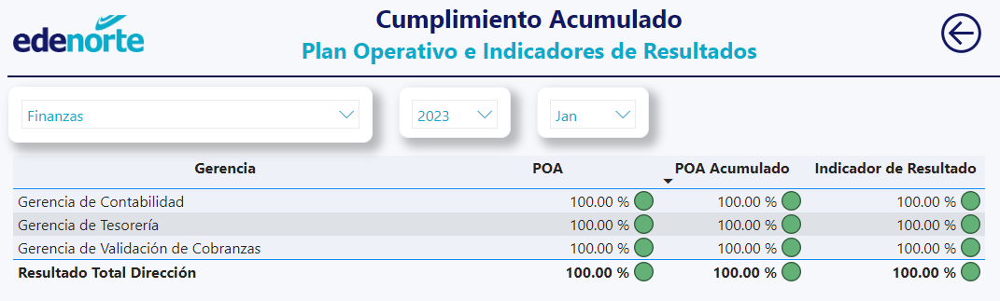 edenorte
Cumplimiento Acumulado
Plan Operativo e Indicadores de Resultados
Finanzas 2023 Jan
Gerencia POA POA Acumulado Indicador de Resultado
Gerencia de Contabilidad 100.00 % 100.00 % 100.00 %
Gerencia de Tesorería 100.00 % 100.00 % 100.00 %
Gerencia de Validación de Cobranzas 100.00 % 100.00 % 100.00 %
Resultado Total Dirección 100.00 % 100.00 % 100.00 %